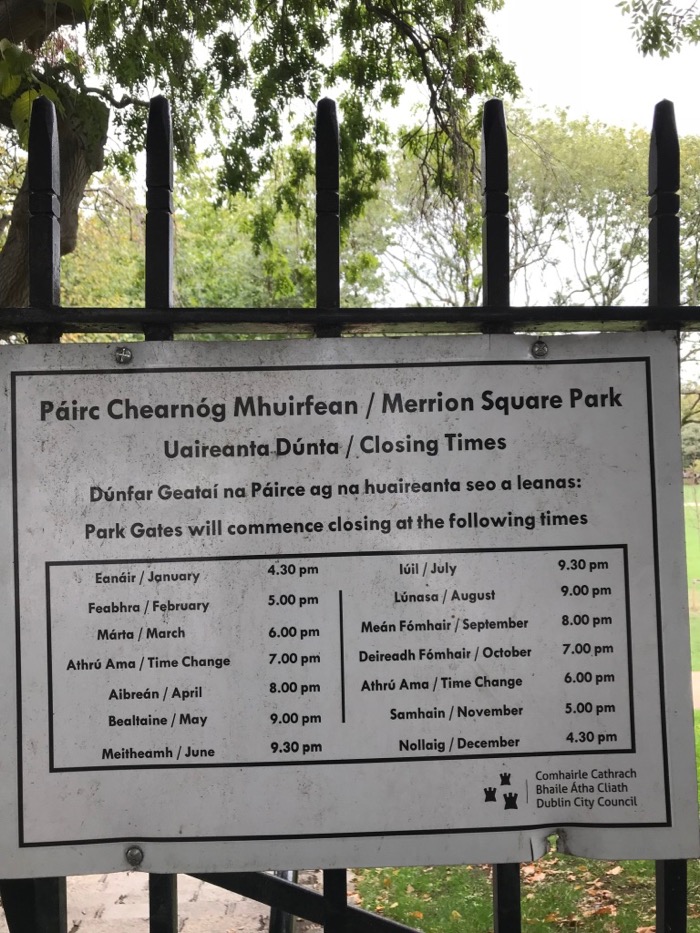 Páirc Chearnóg Mhuirfean / Merrion Square Park
Uaireanta Dúnta / Closing Times
Dúnfar Geataí na Páirce ag na huaireanta seo a leanas:
Park Gates will commence closing at the following times
Eanáir / January 4.30 pm
Feabhra / February 5.00 pm
Márta / March 6.00 pm
Athrú Ama / Time Change 7.00 pm
Aibreán / April 8.00 pm
Bealtaine / May 9.00 pm
Meitheamh / June 9.30 pm
Iúil / July 9.30 pm
Lúnasa / August 9.00 pm
Meán Fómhair / September 8.00 pm
Deireadh Fómhair / October 7.00 pm
Athrú Ama / Time Change 6.00 pm
Samhain / November 5.00 pm
Nollaig / December 4.30 pm
Comhairle Cathrach
Bhaile Átha Cliath
Dublin City Council